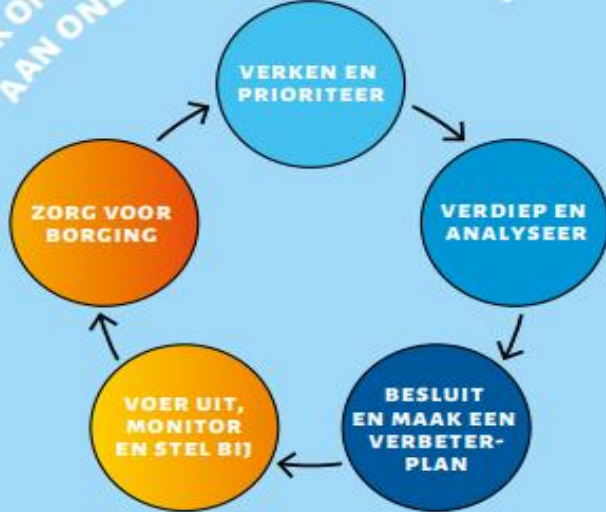 AAN
VERKEN EN
PRIORITEER
VERDIEP EN
ANALYSEER
BESLUIT
EN MAAK EEN
VERBETER-
PLAN
VOER UIT,
MONITOR
EN STEL BIJ
ZORG VOOR
BORGING